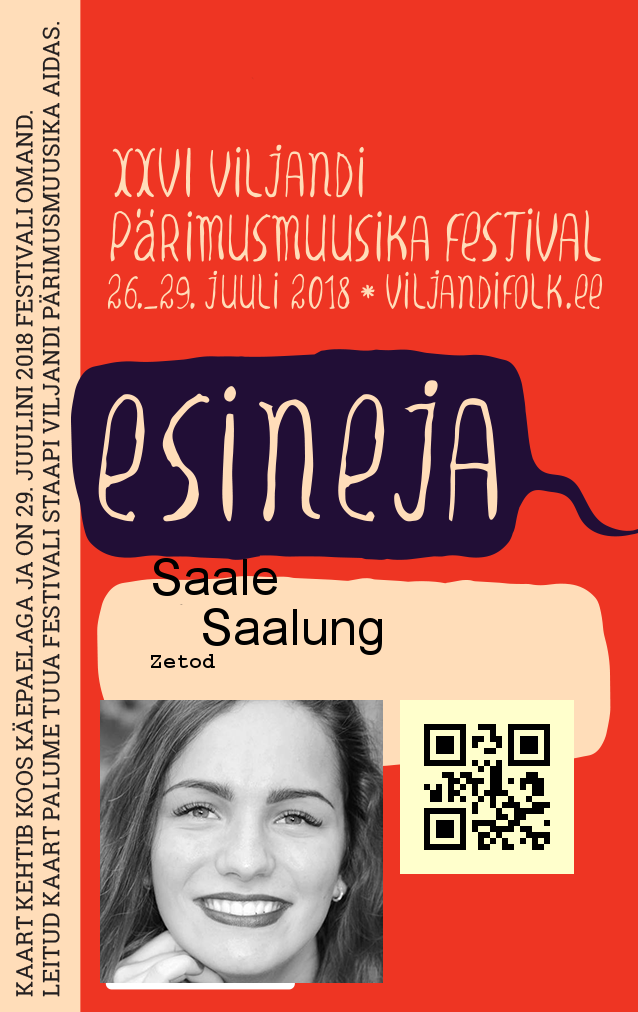 XXVI VILJANDI
PÄRIMUSMUUSIKA FESTIVAL
26._29. JUULI 2018 * VILJANDIFOLK.EE
esineja
Saale
Saalung
Zetod
KAART KEHTIB KOOS KÄEPAELAGA JA ON 29. JUULINI 2018 FESTIVALI OMAND.
LEITUD KAART PALUME TUUA FESTIVALI STAAPI VILJANDI PÄRIMUSMUUSIKA AIDAS.